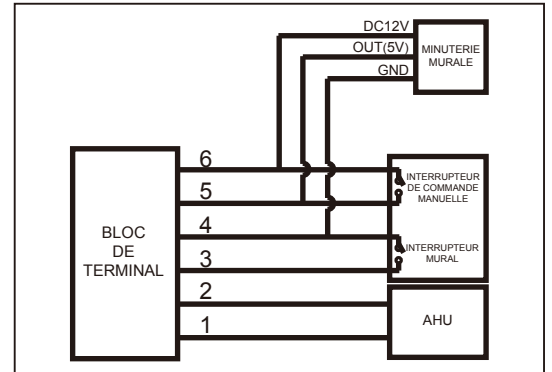 DC12V
OUT(5V)
GND
MINUTERIE
MURALE
6
5
4
3
2
1
BLOC
DE
TERMINAL
INTERRUPTEUR
DE COMMANDE
MANUELLE
INTERRUPTEUR
MURAL
AHU